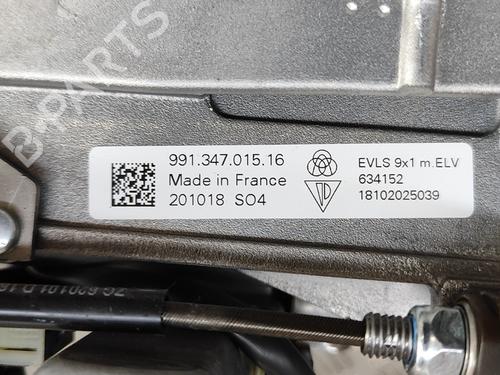 B-PARTS
991.347.015.16
Made in France
201018 SO4
EVLS 9x1 m.ELV
634152
18102025039